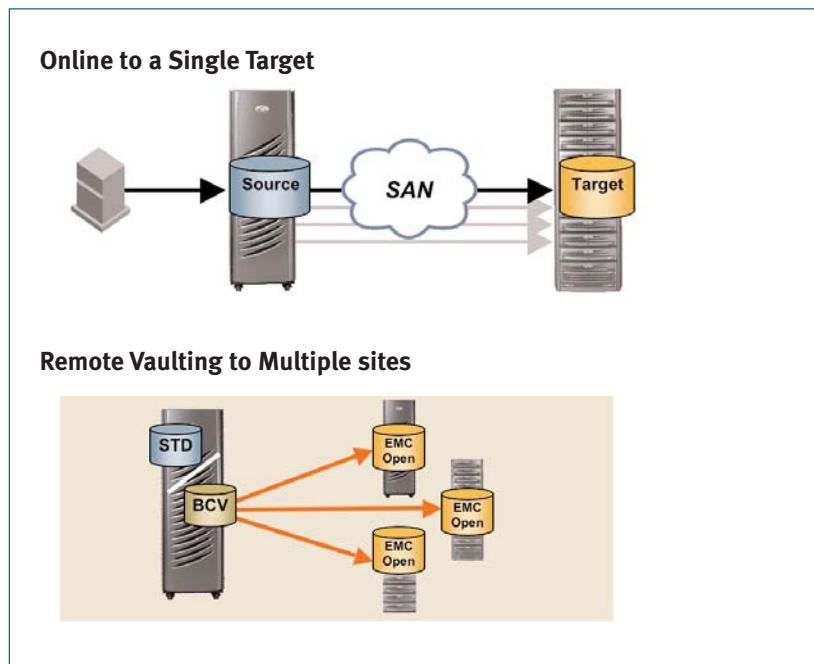 Online to a Single Target
Source
SAN
Target
Remote Vaulting to Multiple sites
STD
BCV
EMC
Open
EMC
Open
EMC
Open